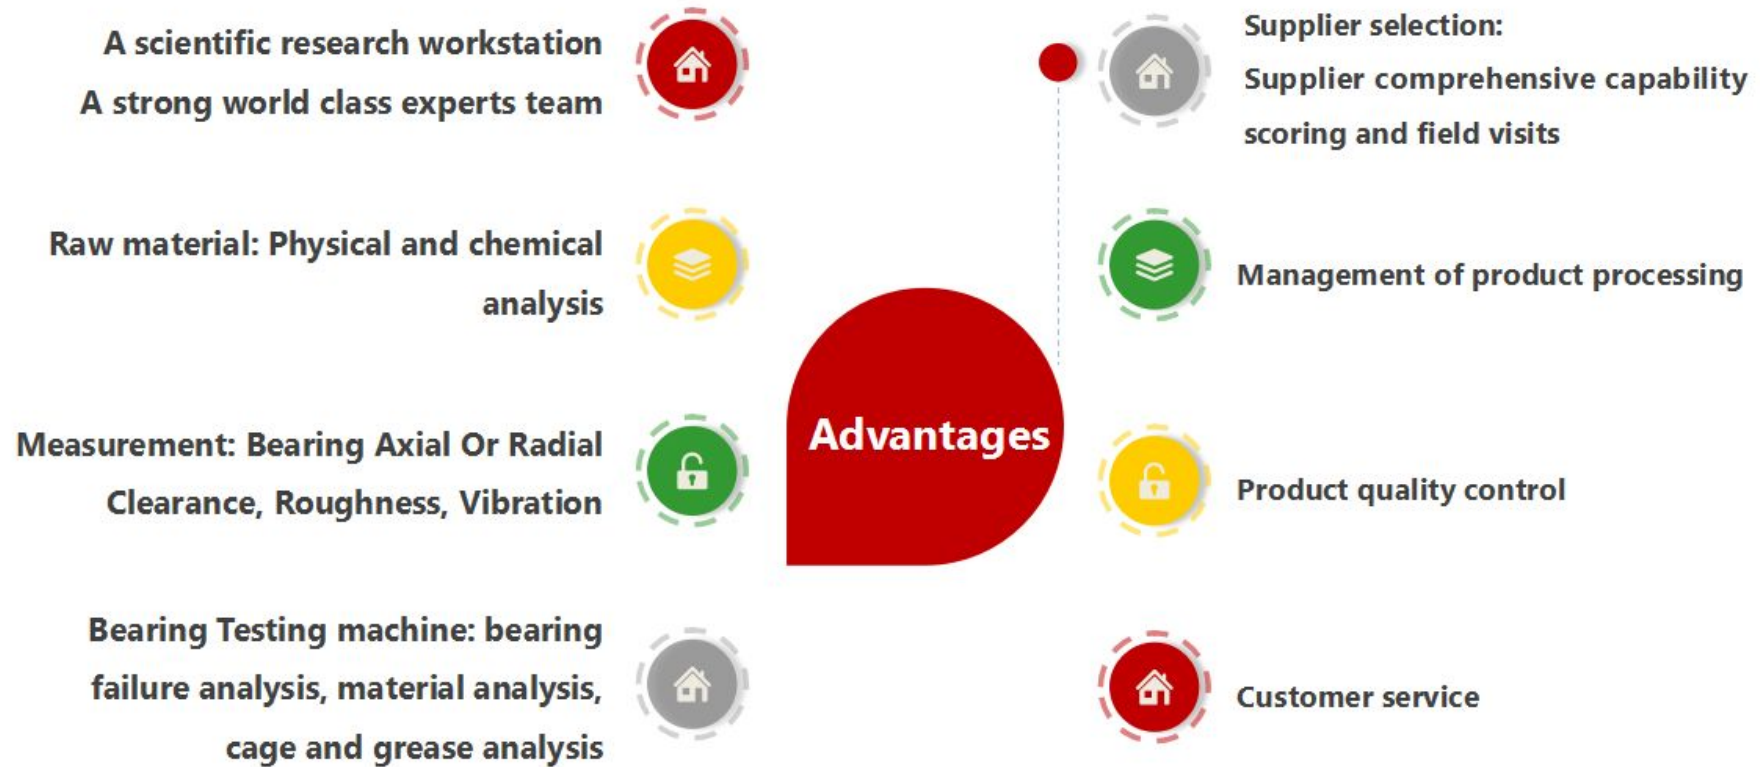 A scientific research workstation
A strong world class experts team
Raw material: Physical and chemical
analysis
Measurement: Bearing Axial Or Radial
Clearance, Roughness, Vibration
Bearing Testing machine: bearing
failure analysis, material analysis,
cage and grease analysis
Advantages
Supplier selection:
Supplier comprehensive capability
scoring and field visits
Management of product processing
Product quality control
Customer service